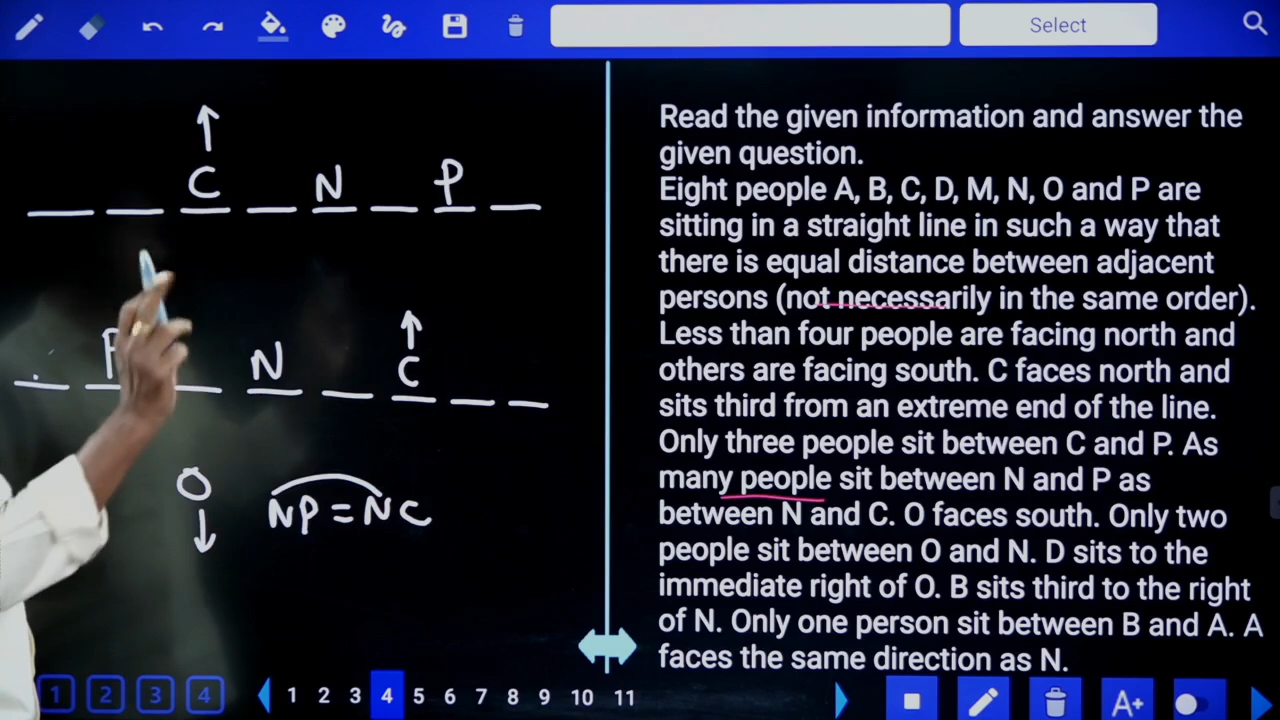 Select
C N P
N C
O NP = NC
Read the given information and answer the
given question.
Eight people A, B, C, D, M, N, O and P are
sitting in a straight line in such a way that
there is equal distance between adjacent
persons (not necessarily in the same order).
Less than four people are facing north and
others are facing south. C faces north and
sits third from an extreme end of the line.
Only three people sit between C and P. As
many people sit between N and P as
between N and C. O faces south. Only two
people sit between O and N. D sits to the
immediate right of O. B sits third to the right
of N. Only one person sit between B and A. A
faces the same direction as N.
1 2 3 4 1 2 3 4 5 6 7 8 9 10 11 A+